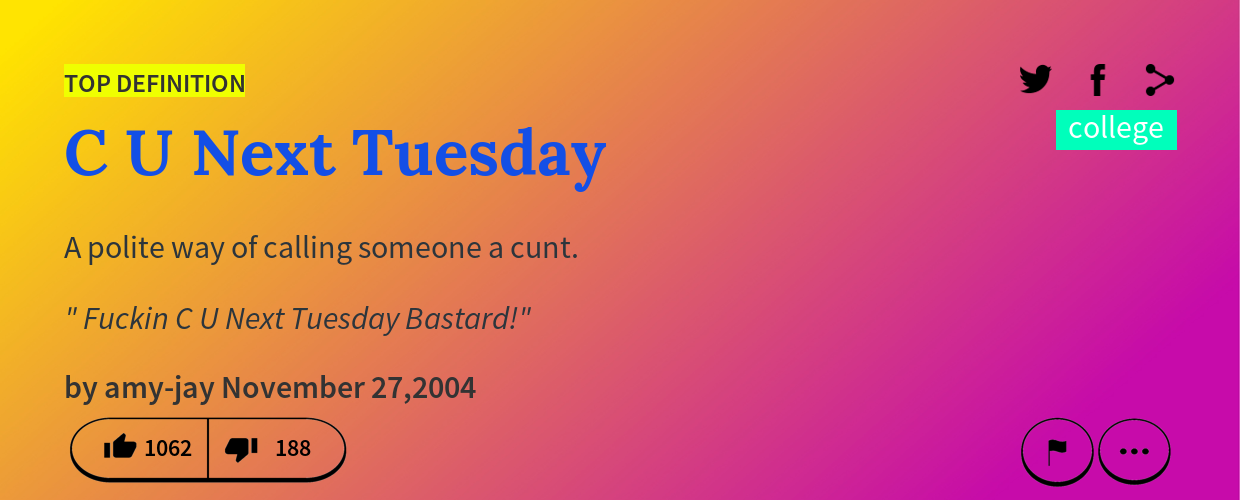 TOP DEFINITION
college
C U Next Tuesday
A polite way of calling someone a cunt.
" Fuckin C U Next Tuesday Bastard!"
by amy-jay November 27,2004
1062 188